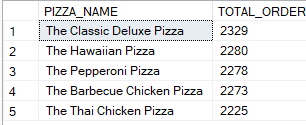 PIZZA_NAME TOTAL_ORDER
1 The Classic Deluxe Pizza 2329
2 The Hawaiian Pizza 2280
3 The Pepperoni Pizza 2278
4 The Barbecue Chicken Pizza 2273
5 The Thai Chicken Pizza 2225